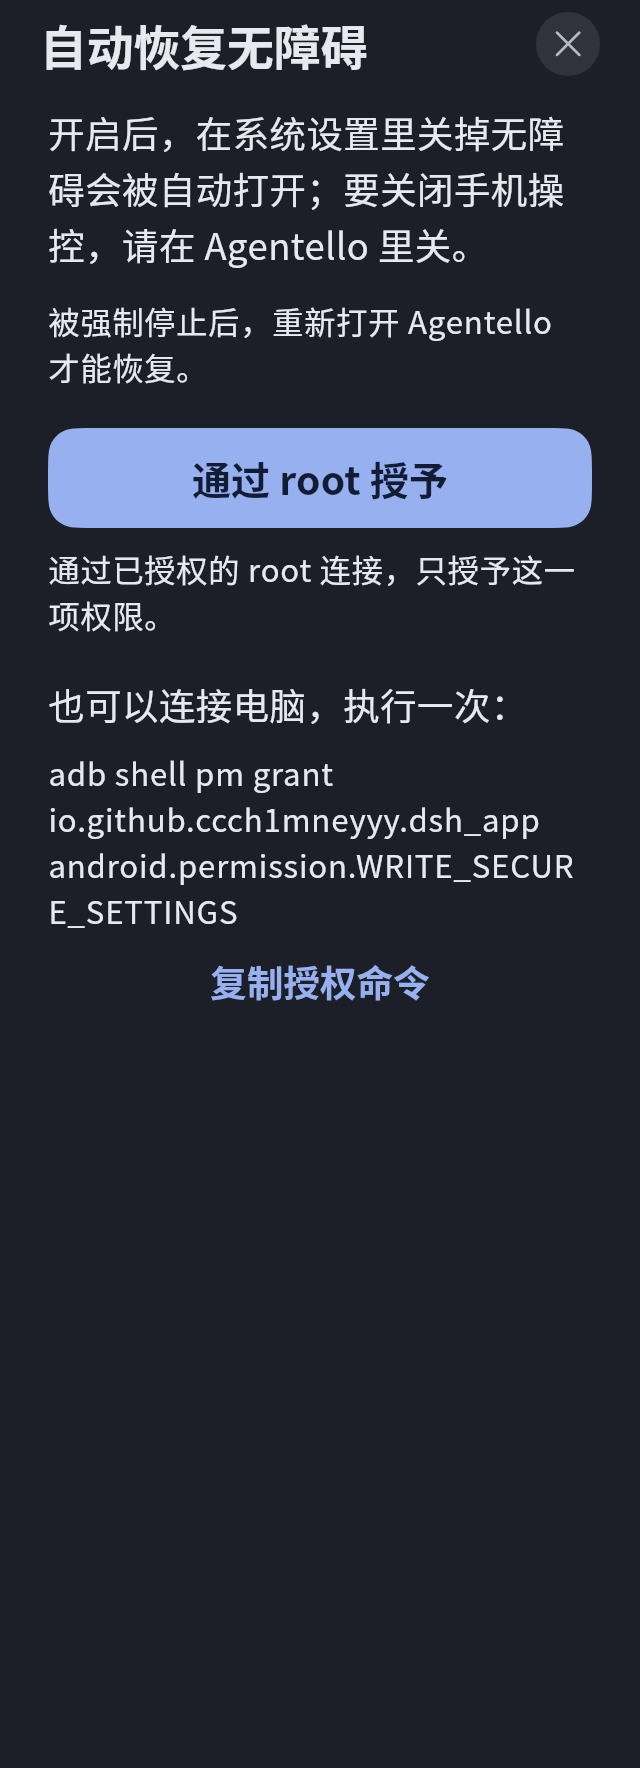 自动恢复无障碍
开启后，在系统设置里关掉无障
碍会被自动打开；要关闭手机操
控，请在 Agentello 里关。
被强制停止后，重新打开 Agentello
才能恢复。
通过 root 授予
通过已授权的 root 连接，只授予这一
项权限。
也可以连接电脑，执行一次：
adb shell pm grant
io.github.ccch1mneyyy.dsh_app
android.permission.WRITE_SECUR
E_SETTINGS
复制授权命令